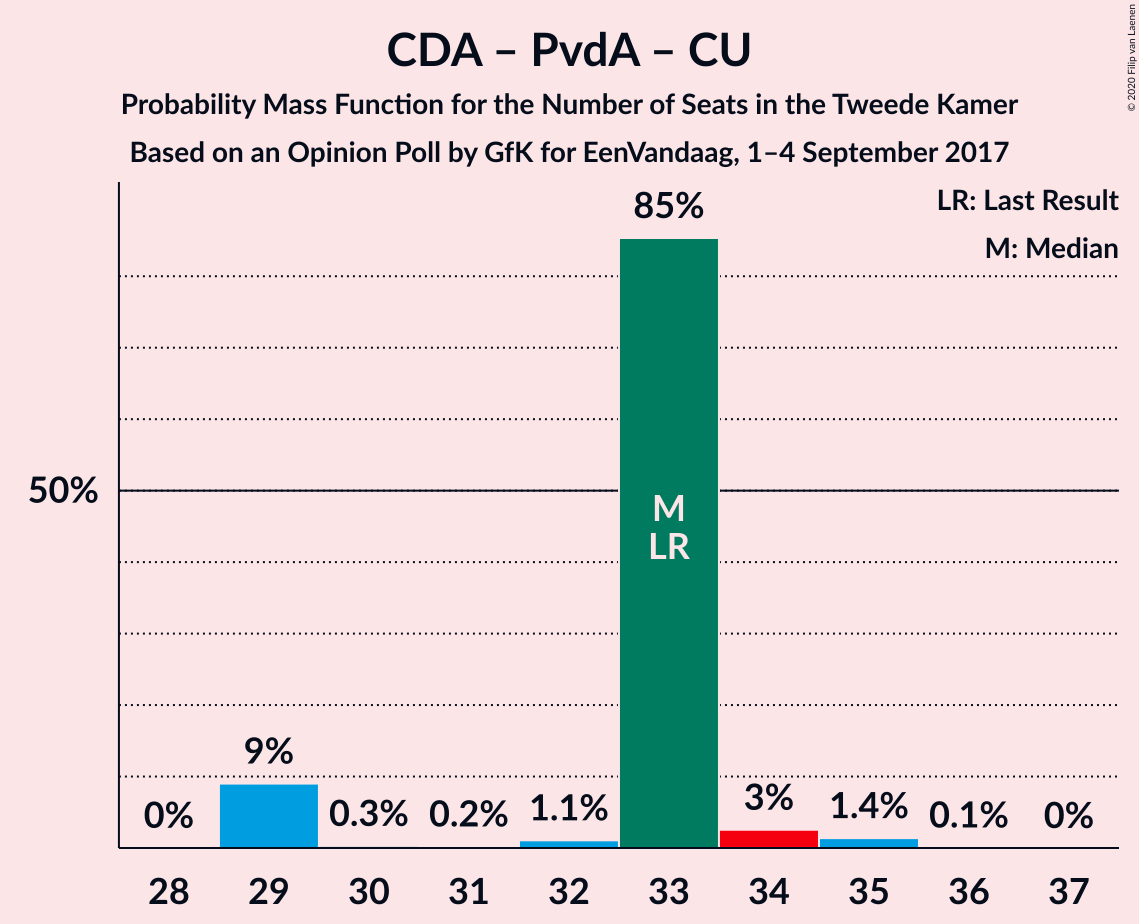 CDA – PvdA – CU
Probability Mass Function for the Number of Seats in the Tweede Kamer
Based on an Opinion Poll by GfK for EenVandaag, 1–4 September 2017
© 2020 Filip van Laenen
LR: Last Result
M: Median
85%
50%
M
LR
9%
0%
0.3%
0.2%
1.1%
3%
1.4%
0.1%
0%
28 29 30 31 32 33 34 35 36 37